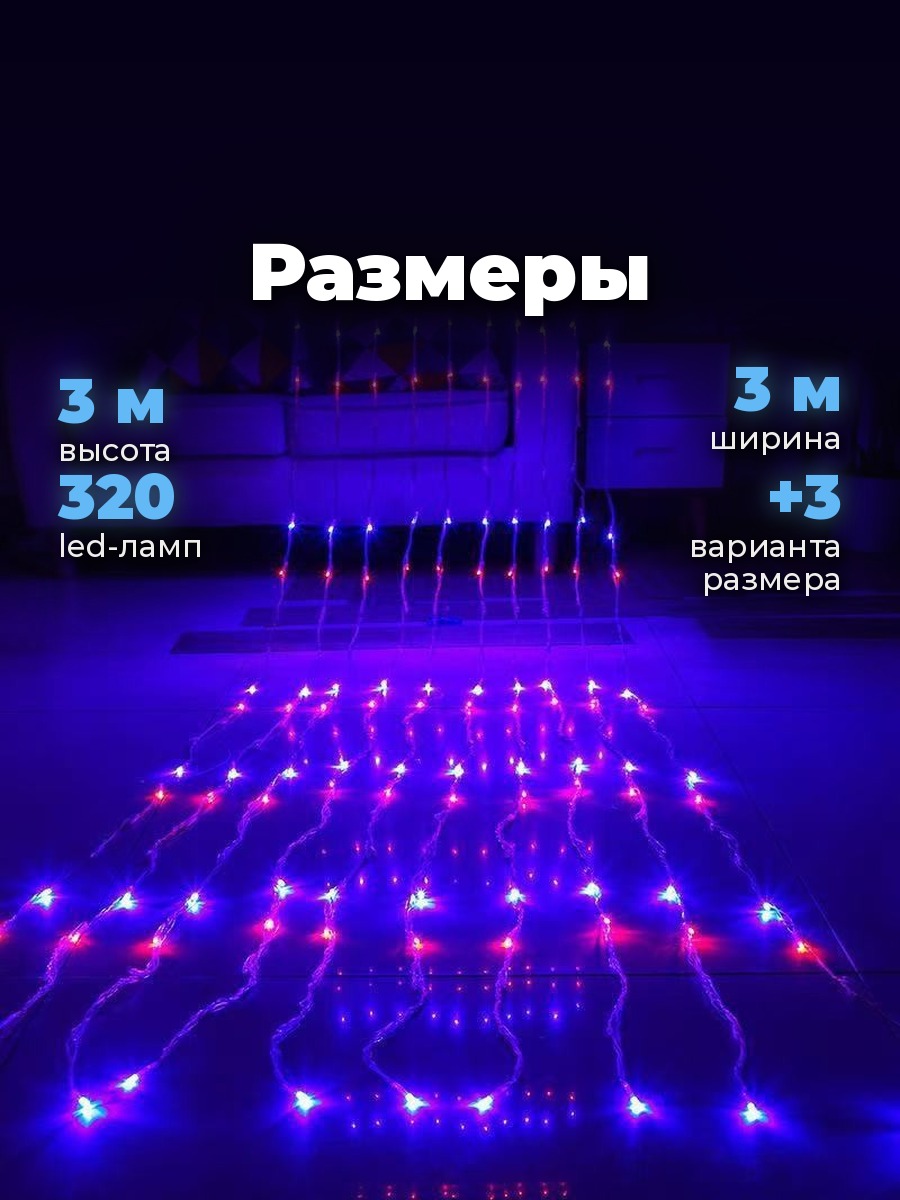 Размеры
3 м
высота
320
led-ламп
3 м
ширина
+3
варианта
размера